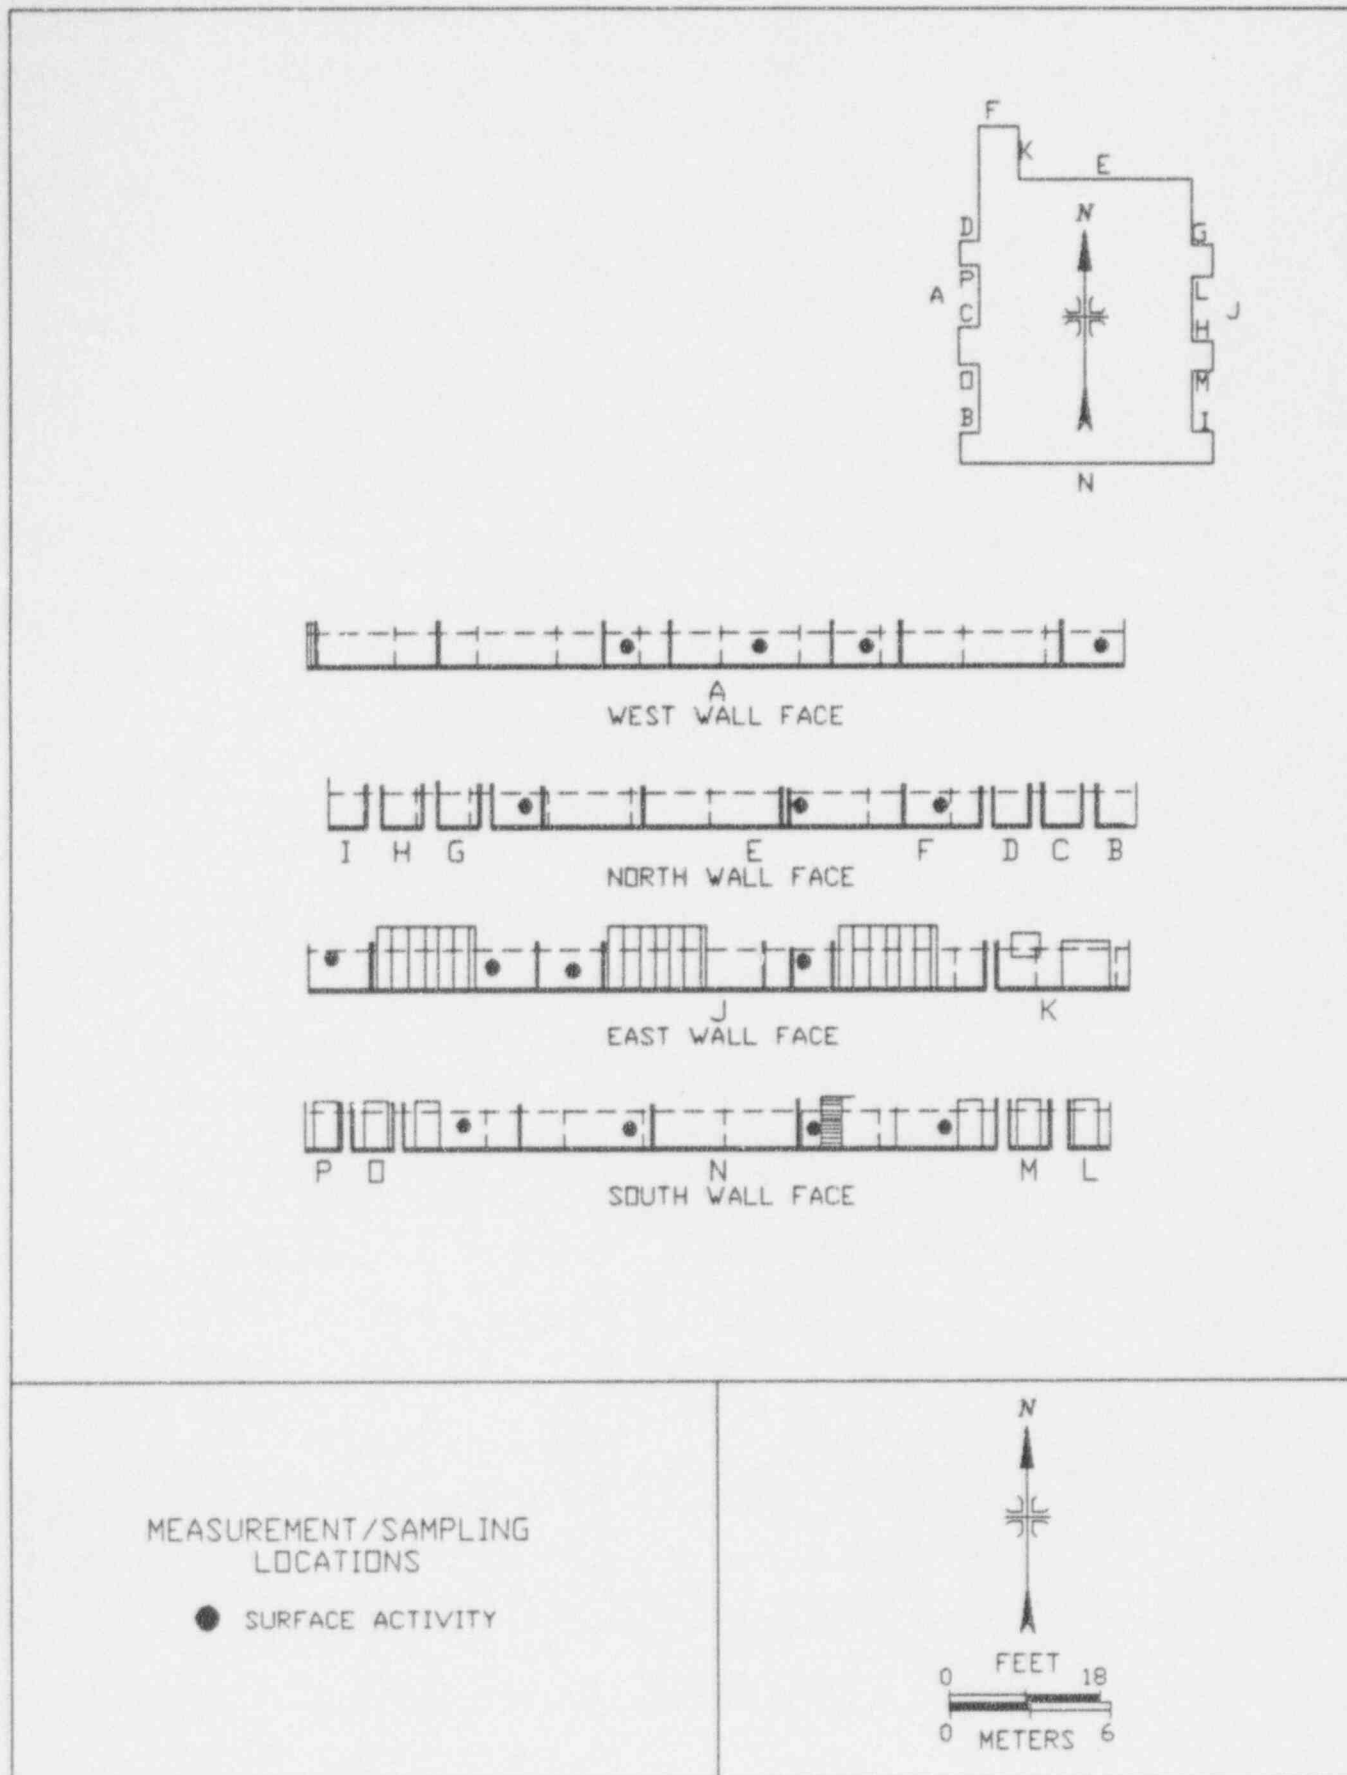 F
K
E
D
N
G
P
A
L
J
C
H
O
M
B
I
N
A
WEST WALL FACE
I H G E F D C B
NORTH WALL FACE
J K
EAST WALL FACE
P O N M L
SOUTH WALL FACE
MEASUREMENT/SAMPLING
LOCATIONS
SURFACE ACTIVITY
N
FEET
0 18
0 METERS 6